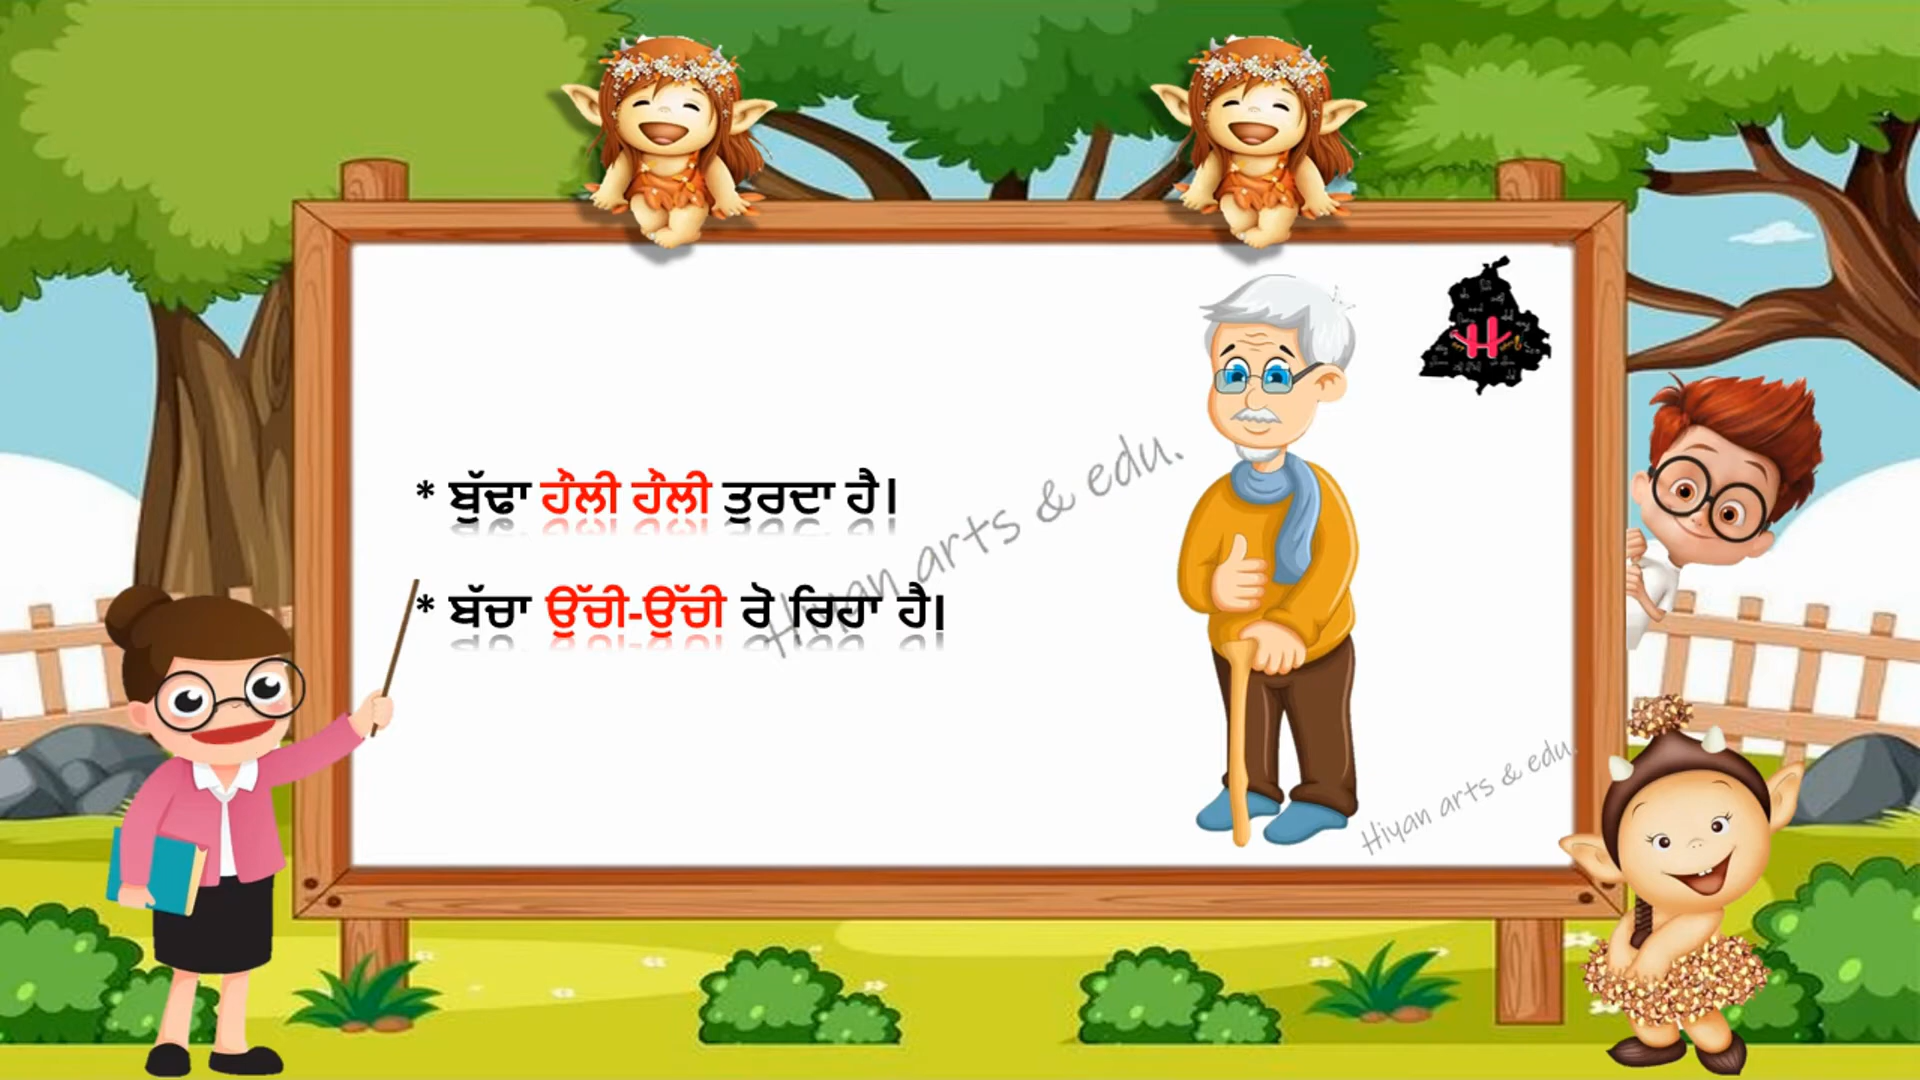 * ਬੁੱਢਾ ਹੌਲੀ ਹੌਲੀ ਤੁਰਦਾ ਹੈ।
* ਬੱਚਾ ਉੱਚੀ-ਉੱਚੀ ਰੋ ਰਿਹਾ ਹੈ।
Hiyan arts & edu.
Hiyan arts & edu.
H